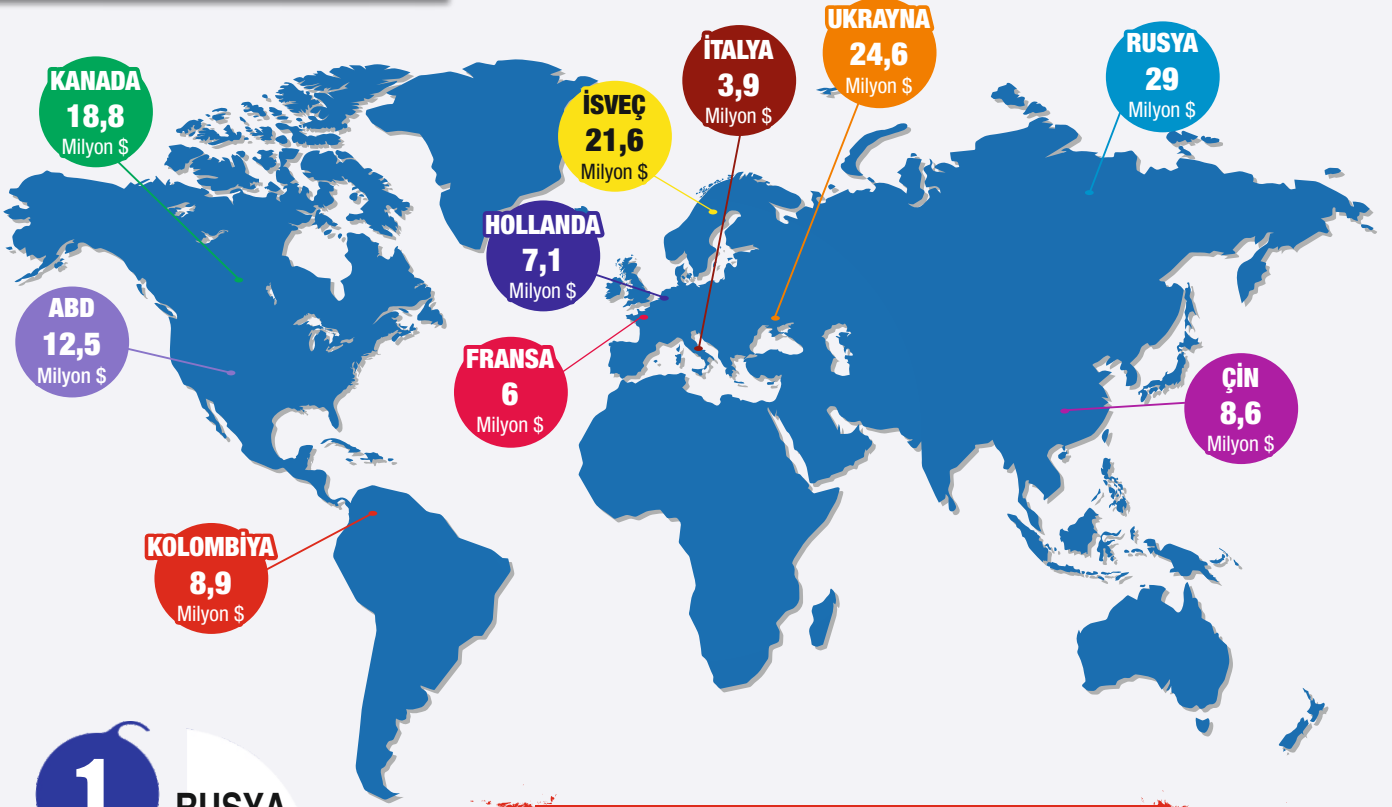 UKRAYNA
24,6
Milyon $
İTALYA
3,9
Milyon $
RUSYA
29
Milyon $
KANADA
18,8
Milyon $
İSVEÇ
21,6
Milyon $
HOLLANDA
7,1
Milyon $
ABD
12,5
Milyon $
FRANSA
6
Milyon $
ÇİN
8,6
Milyon $
KOLOMBİYA
8,9
Milyon $
1
RUSYA